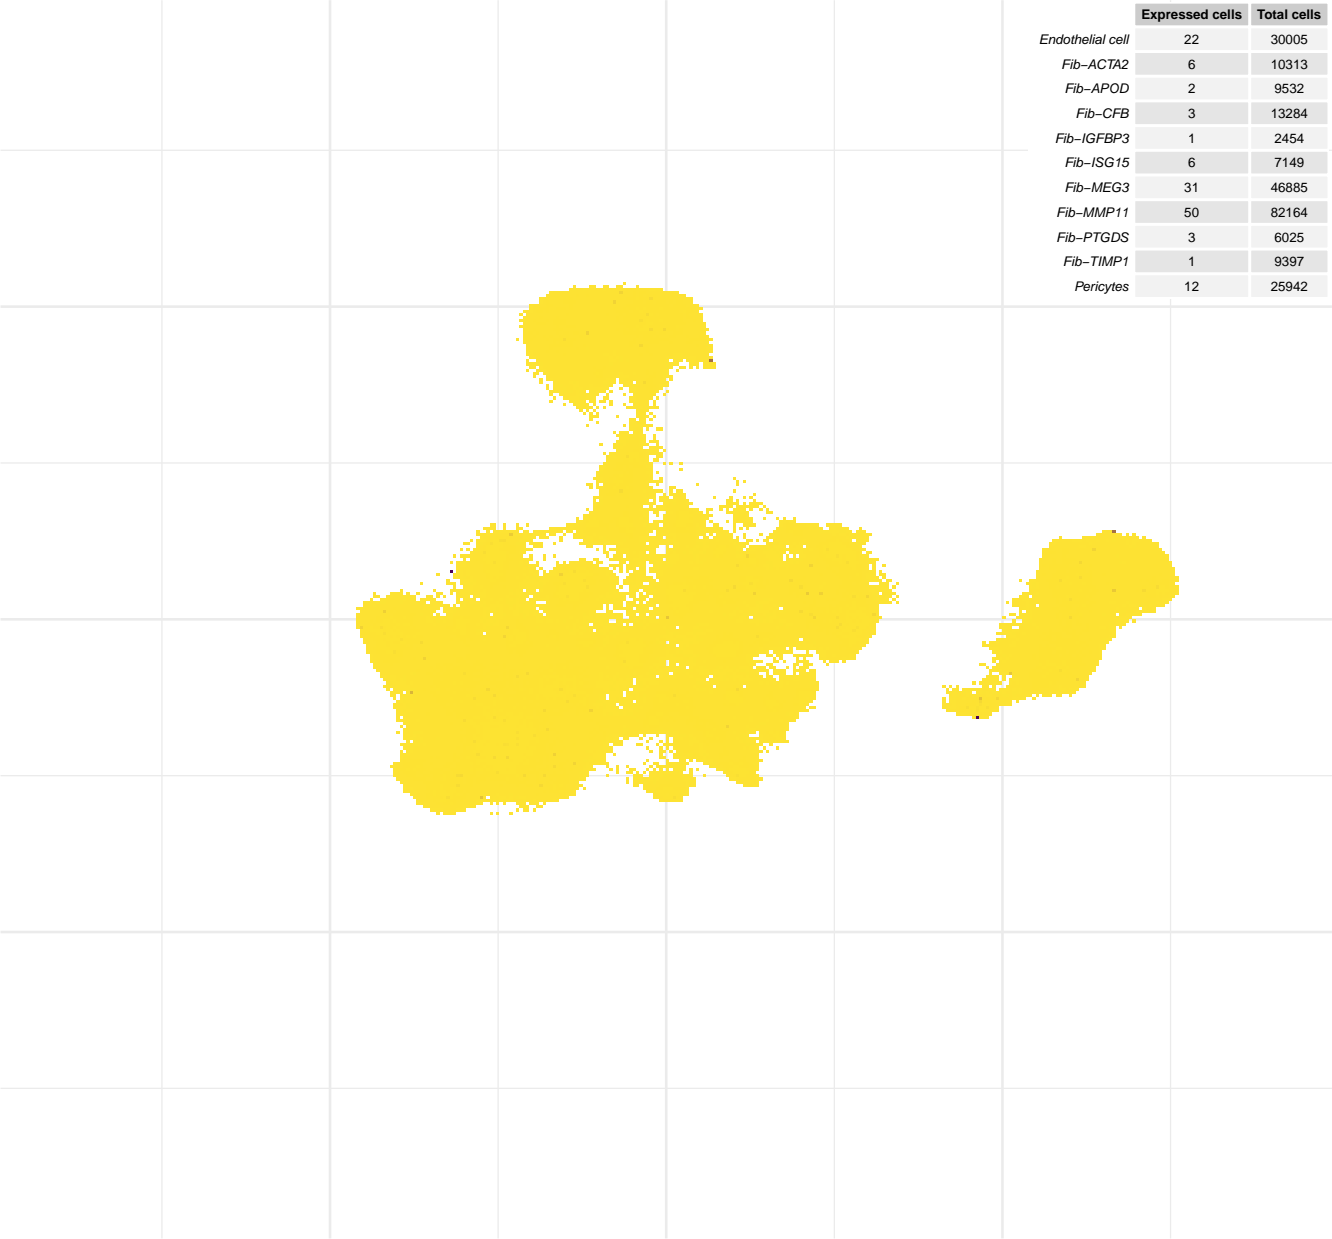 Expressed cells Total cells
Endothelial cell 22 30005
Fib−ACTA2 6 10313
Fib−APOD 2 9532
Fib−CFB 3 13284
Fib−IGFBP3 1 2454
Fib−ISG15 6 7149
Fib−MEG3 31 46885
Fib−MMP11 50 82164
Fib−PTGDS 3 6025
Fib−TIMP1 1 9397
Pericytes 12 25942